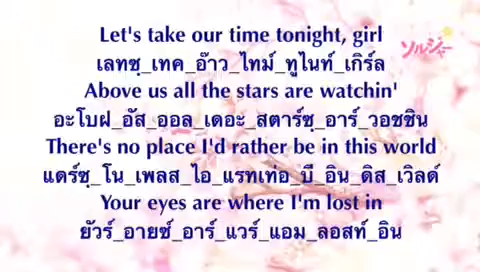 Let's take our time tonight, girl
ソルジャー
เลทซฺ_เทค_อ๊าว_ไทม์_ทูไนท์_เกิร์ล
Above us all the stars are watchin'
อะโบฝ_อัส_ออล_เดอะ_สตาร์ซฺ_อาร์_วอชชิน
There's no place I'd rather be in this world
แดร์ซฺ_โน_เพลส_ไอ_แรทเท่อ_บี_อิน_ดิส_เวิลด์
Your eyes are where I'm lost in
ยัวร์_อายซ์_อาร์_แวร์_แอม_ลอสท์_อิน